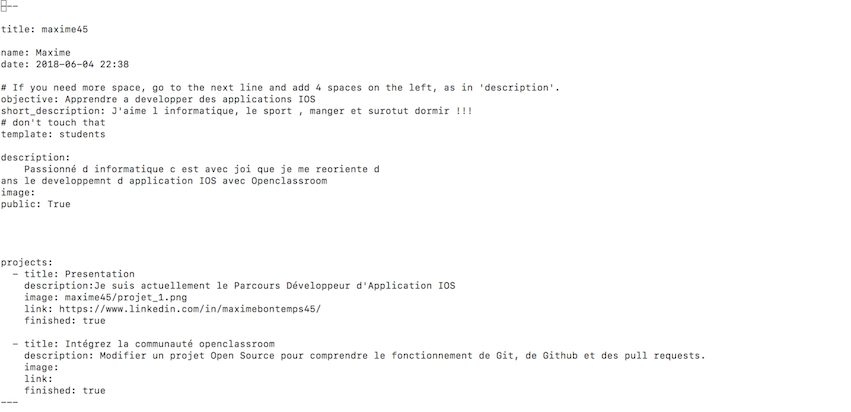 ---
title: maxime45
name: Maxime
date: 2018-06-04 22:38
# If you need more space, go to the next line and add 4 spaces on the left, as in 'description'.
objective: Apprendre a developper des applications IOS
short_description: J'aime l informatique, le sport , manger et surotut dormir !!!
# don't touch that
template: students
description:
    Passionné d informatique c est avec joi que je me reoriente d
ans le developpemnt d application IOS avec Openclassroom
image:
public: True
projects:
  - title: Presentation
    description:Je suis actuellement le Parcours Développeur d'Application IOS
    image: maxime45/projet_1.png
    link: https://www.linkedin.com/in/maximebontemps45/
    finished: true
  - title: Intégrez la communauté openclassroom
    description: Modifier un projet Open Source pour comprendre le fonctionnement de Git, de Github et des pull requests.
    image:
    link:
    finished: true
---